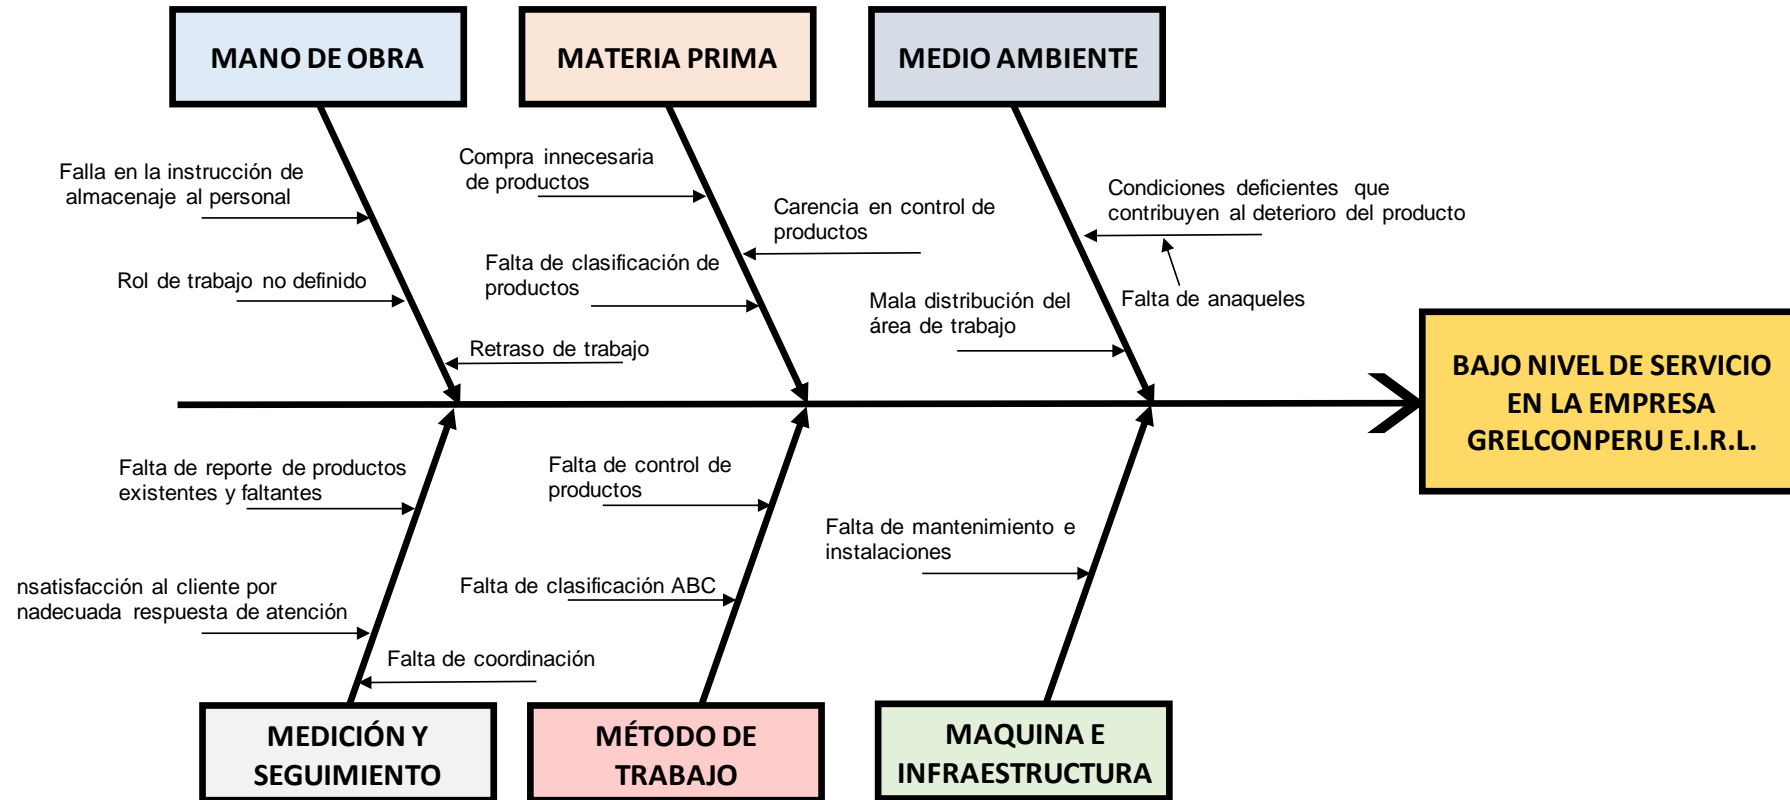 MANO DE OBRA
MATERIA PRIMA
MEDIO AMBIENTE
Falla en la instrucción de
almacenaje al personal
Rol de trabajo no definido
Retraso de trabajo
Compra innecesaria
de productos
Carencia en control de
productos
Falta de clasificación de
productos
Condiciones deficientes que
contribuyen al deterioro del producto
Falta de anaqueles
Mala distribución del
área de trabajo
BAJO NIVEL DE SERVICIO
EN LA EMPRESA
GRELCONPERU E.I.R.L.
Falta de reporte de productos
existentes y faltantes
nsatisfacción al cliente por
nadecuada respuesta de atención
Falta de coordinación
Falta de control de
productos
Falta de clasificación ABC
Falta de mantenimiento e
instalaciones
MEDICIÓN Y
SEGUIMIENTO
MÉTODO DE
TRABAJO
MAQUINA E
INFRAESTRUCTURA